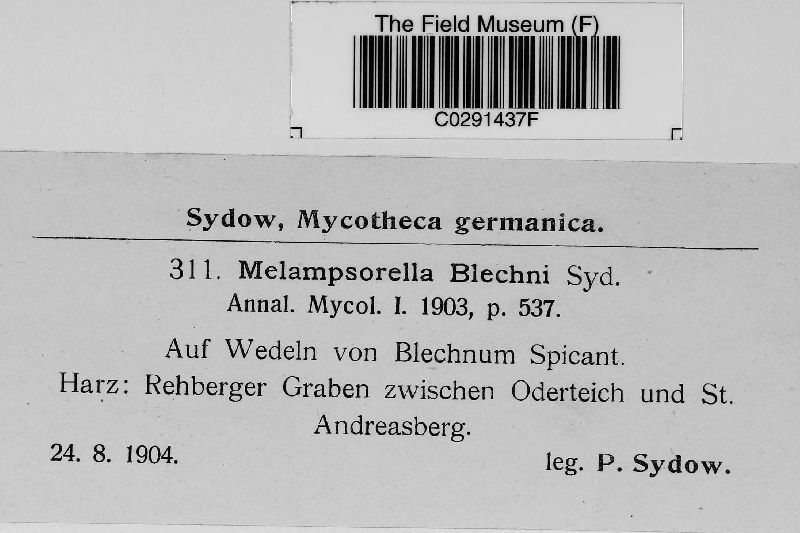 The Field Museum (F)
C0291437F
Sydow, Mycotheca germanica.
311. Melampsorella Blechni Syd.
Annal. Mycol. I. 1903, p. 537.
Auf Wedeln von Blechnum Spicant.
Harz: Rehberger Graben zwischen Oderteich und St.
Andreasberg.
24. 8. 1904.
leg. P. Sydow.